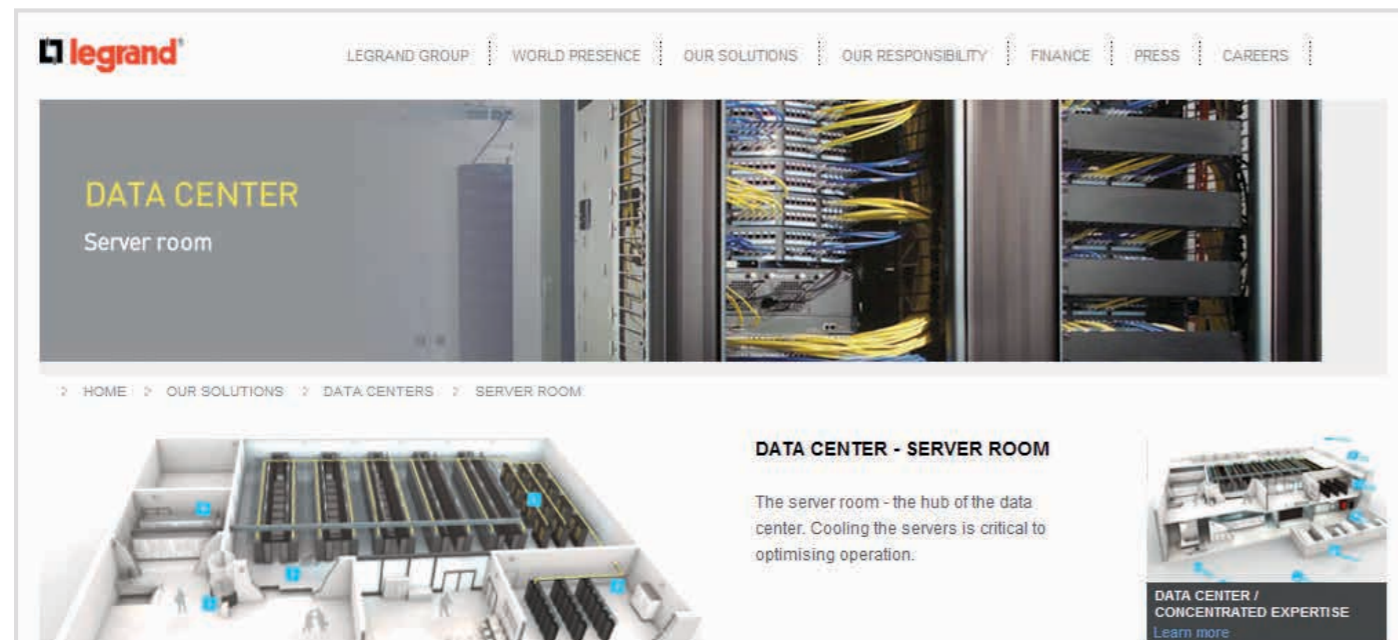 legrand
LEGRAND GROUP
WORLD PRESENCE
OUR SOLUTIONS
OUR RESPONSIBILITY
FINANCE
PRESS
CAREERS
DATA CENTER
Server room
HOME
OUR SOLUTIONS
DATA CENTERS
SERVER ROOM
DATA CENTER - SERVER ROOM
The server room - the hub of the data
center. Cooling the servers is critical to
optimising operation.
DATA CENTER /
CONCENTRATED EXPERTISE
Learn more